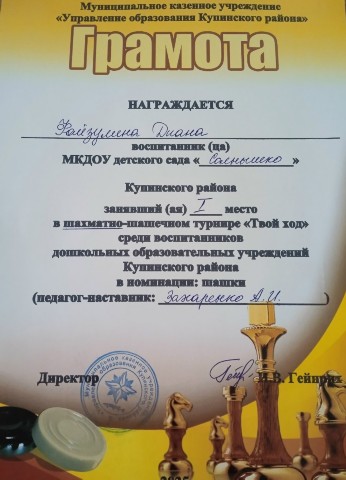 Муниципальное казенное учреждение
«Управление образования Купинского района»
Грамота
НАГРАЖДАЕТСЯ
Файзулина Диана
воспитанник (ца)
МКДОУ детского сада «Солнышко»
Купинского района
занявший (ая) I место
в шахматно-шашечном турнире «Твой ход»
среди воспитанников
дошкольных образовательных учреждений
Купинского района
в номинации: шашки
(педагог-наставник: Захаренко А.И.)
Директор И.В. Гейнрих